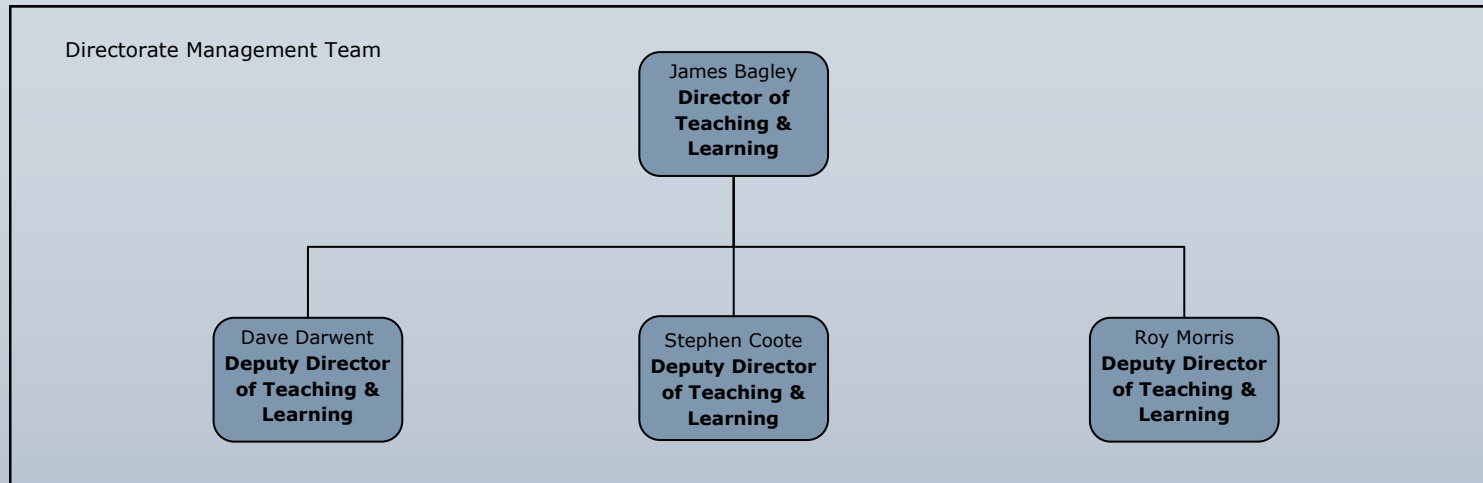 Directorate Management Team
James Bagley
Director of
Teaching &
Learning
Dave Darwent
Deputy Director
of Teaching &
Learning
Stephen Coote
Deputy Director
of Teaching &
Learning
Roy Morris
Deputy Director
of Teaching &
Learning